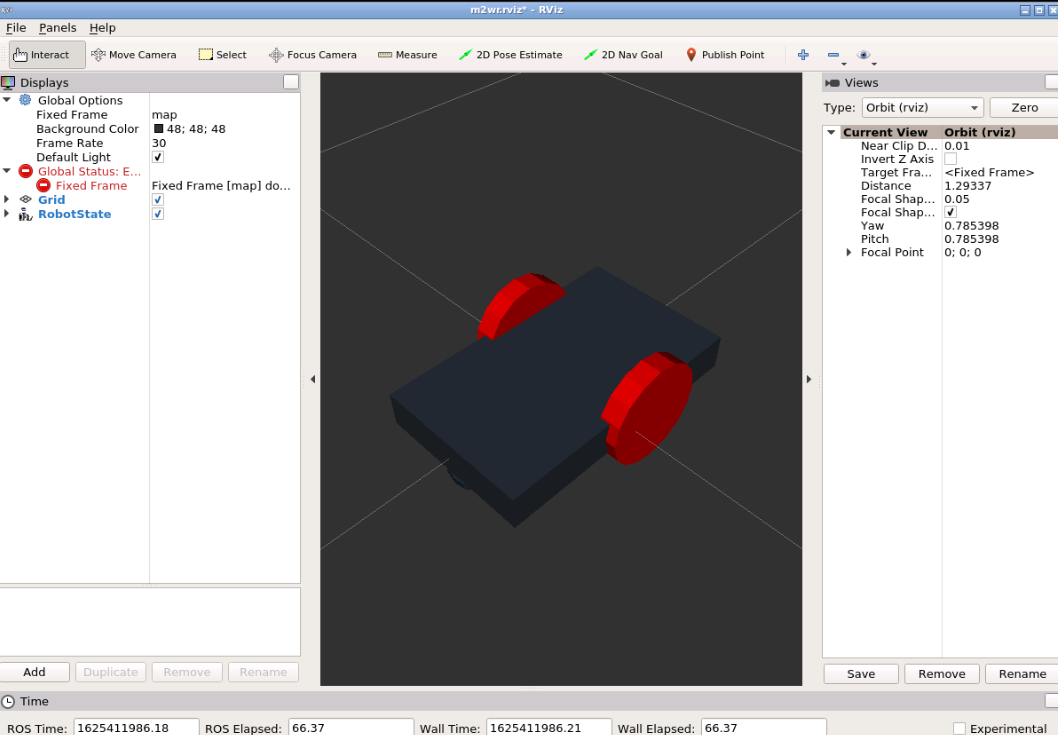 m2wr.rviz* - RViz
File Panels Help
Interact Move Camera Select Focus Camera Measure 2D Pose Estimate 2D Nav Goal Publish Point
Displays
Global Options
Fixed Frame map
Background Color 48; 48; 48
Frame Rate 30
Default Light
Global Status: E...
Fixed Frame Fixed Frame [map] do...
Grid
RobotState
Add Duplicate Remove Rename
Views
Type: Orbit (rviz) Zero
Current View Orbit (rviz)
Near Clip D... 0.01
Invert Z Axis
Target Fra... <Fixed Frame>
Distance 1.29337
Focal Shap... 0.05
Focal Shap...
Yaw 0.785398
Pitch 0.785398
Focal Point 0; 0; 0
Save Remove Rename
Time
ROS Time: 1625411986.18 ROS Elapsed: 66.37 Wall Time: 1625411986.21 Wall Elapsed: 66.37 Experimental